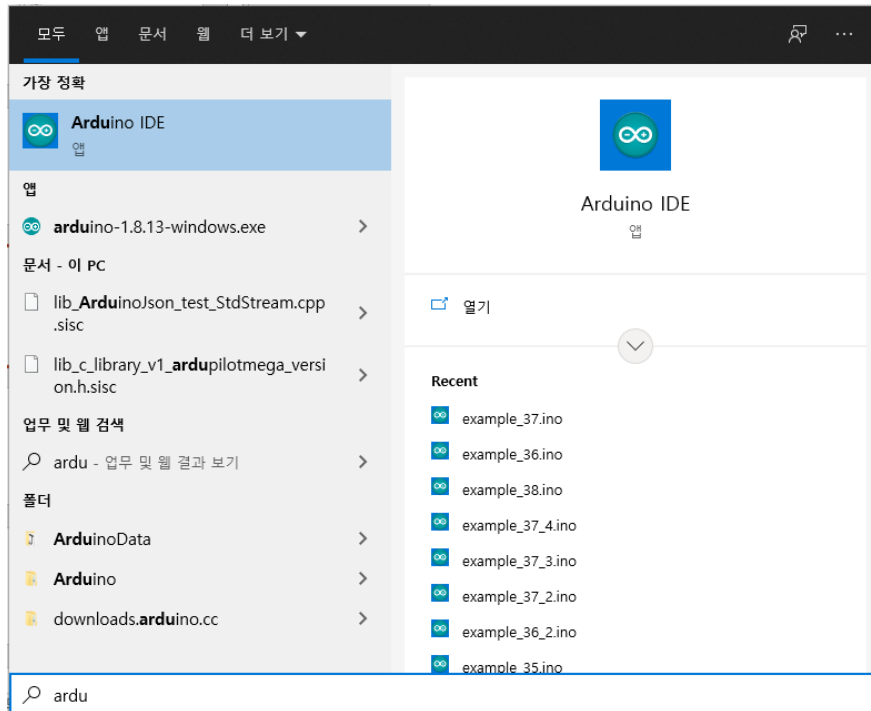 모두 앱 문서 웹 더 보기
가장 정확
Arduino IDE
앱
앱
arduino-1.8.13-windows.exe
문서 - 이 PC
lib_ArduinoJson_test_StdStream.cpp
.sisc
lib_c_library_v1_ardupilotmega_versi
on.h.sisc
업무 및 웹 검색
ardu - 업무 및 웹 결과 보기
폴더
ArduinoData
Arduino
downloads.arduino.cc
Arduino IDE
앱
열기
Recent
example_37.ino
example_36.ino
example_38.ino
example_37_4.ino
example_37_3.ino
example_37_2.ino
example_36_2.ino
example_35.ino
ardu